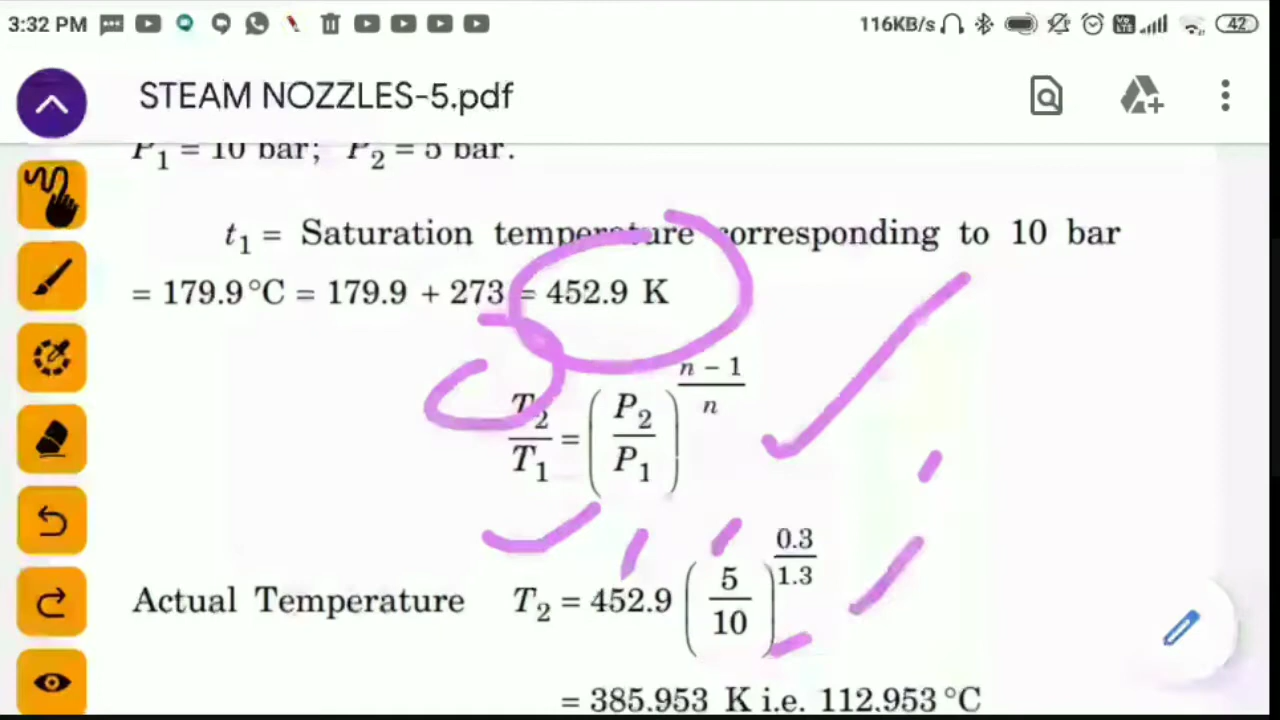 3:32 PM 116KB/s Vo LTE 42
STEAM NOZZLES-5.pdf
P1 = 10 bar; P2 = 5 bar.
t1 = Saturation temperature corresponding to 10 bar
= 179.9°C = 179.9 + 273 = 452.9 K
T2/T1 = (P2/P1)^((n − 1)/n)
Actual Temperature T2 = 452.9 (5/10)^(0.3/1.3)
= 385.953 K i.e. 112.953 °C